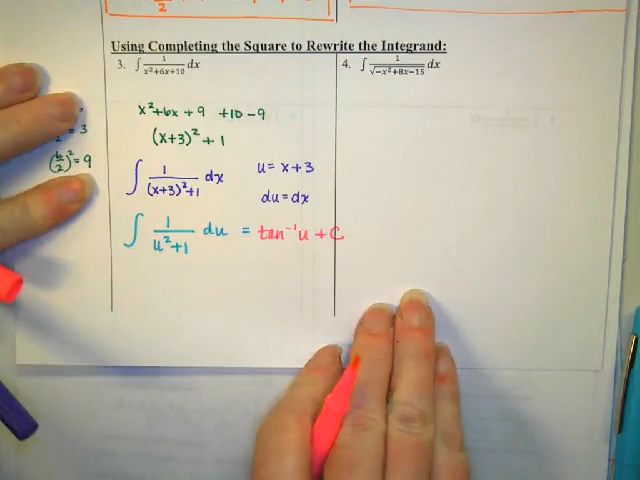 Using Completing the Square to Rewrite the Integrand:
3. ∫ 1/(x²+6x+10) dx
x²+6x+9 +10-9
(x+3)²+1
= 3
(b/2)² = 9
∫ 1/((x+3)²+1) dx u = x+3
du = dx
∫ 1/(u²+1) du = tan⁻¹u + C
4. ∫ 1/√(-x²+8x-15) dx